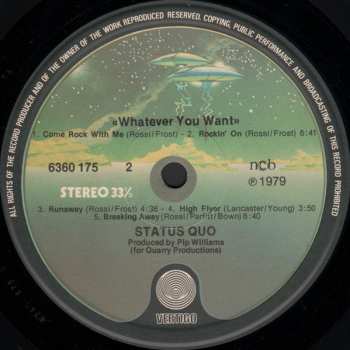 ALL RIGHTS OF THE RECORD PRODUCER AND OF THE OWNER OF THE WORK REPRODUCED RESERVED. COPYING, PUBLIC PERFORMANCE AND BROADCASTING OF THIS RECORD PROHIBITED
«Whatever You Want»
1. Come Rock With Me (Rossi/Frost) - 2. Rockin' On (Rossi/Frost) 6:41
6360 175 2 ncb
STEREO 33⅓ ℗ 1979
3. Runaway (Rossi/Frost) 4:36 - 4. High Flyer (Lancaster/Young) 3:50
5. Breaking Away (Rossi/Parfitt/Bown) 6:40
STATUS QUO
Produced by Pip Williams
(for Quarry Productions)
VERTIGO